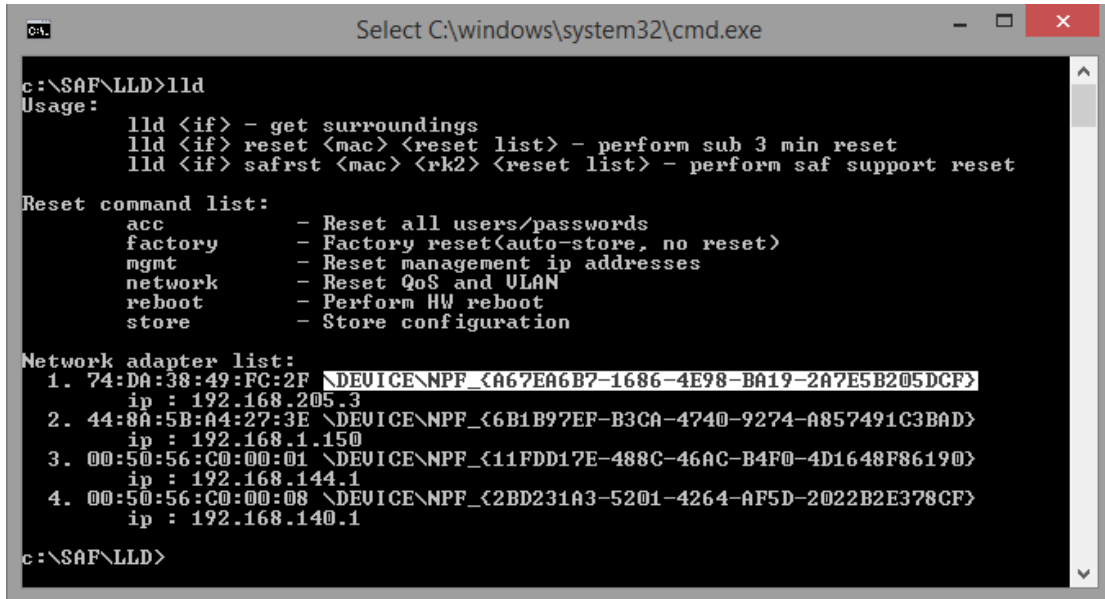 Select C:\windows\system32\cmd.exe
c:\SAF\LLD>lld
Usage:
lld <if> - get surroundings
lld <if> reset <mac> <reset list> - perform sub 3 min reset
lld <if> safrst <mac> <rk2> <reset list> - perform saf support reset
Reset command list:
acc - Reset all users/passwords
factory - Factory reset(auto-store, no reset)
mgmt - Reset management ip addresses
network - Reset QoS and VLAN
reboot - Perform HW reboot
store - Store configuration
Network adapter list:
1. 74:DA:38:49:FC:2F \DEVICE\NPF_{A67EA6B7-1686-4E98-BA19-2A7E5B205DCF}
ip : 192.168.205.3
2. 44:8A:5B:A4:27:3E \DEVICE\NPF_{6B1B97EF-B3CA-4740-9274-A857491C3BAD}
ip : 192.168.1.150
3. 00:50:56:C0:00:01 \DEVICE\NPF_{11FDD17E-488C-46AC-B4F0-4D1648F86190}
ip : 192.168.144.1
4. 00:50:56:C0:00:08 \DEVICE\NPF_{2BD231A3-5201-4264-AF5D-2022B2E378CF}
ip : 192.168.140.1
c:\SAF\LLD>